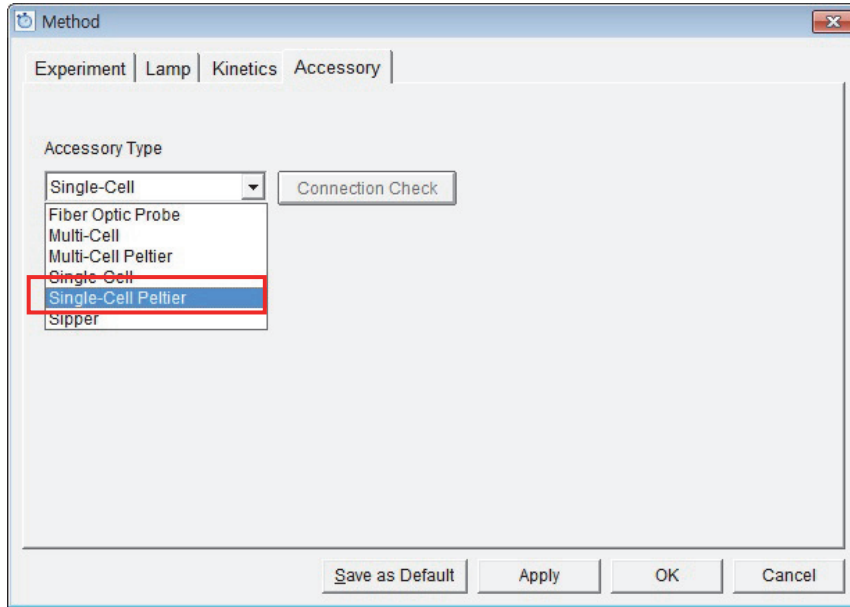 Method
Experiment Lamp Kinetics Accessory
Accessory Type
Single-Cell Connection Check
Fiber Optic Probe
Multi-Cell
Multi-Cell Peltier
Single-Cell
Single-Cell Peltier
Sipper
Save as Default Apply OK Cancel